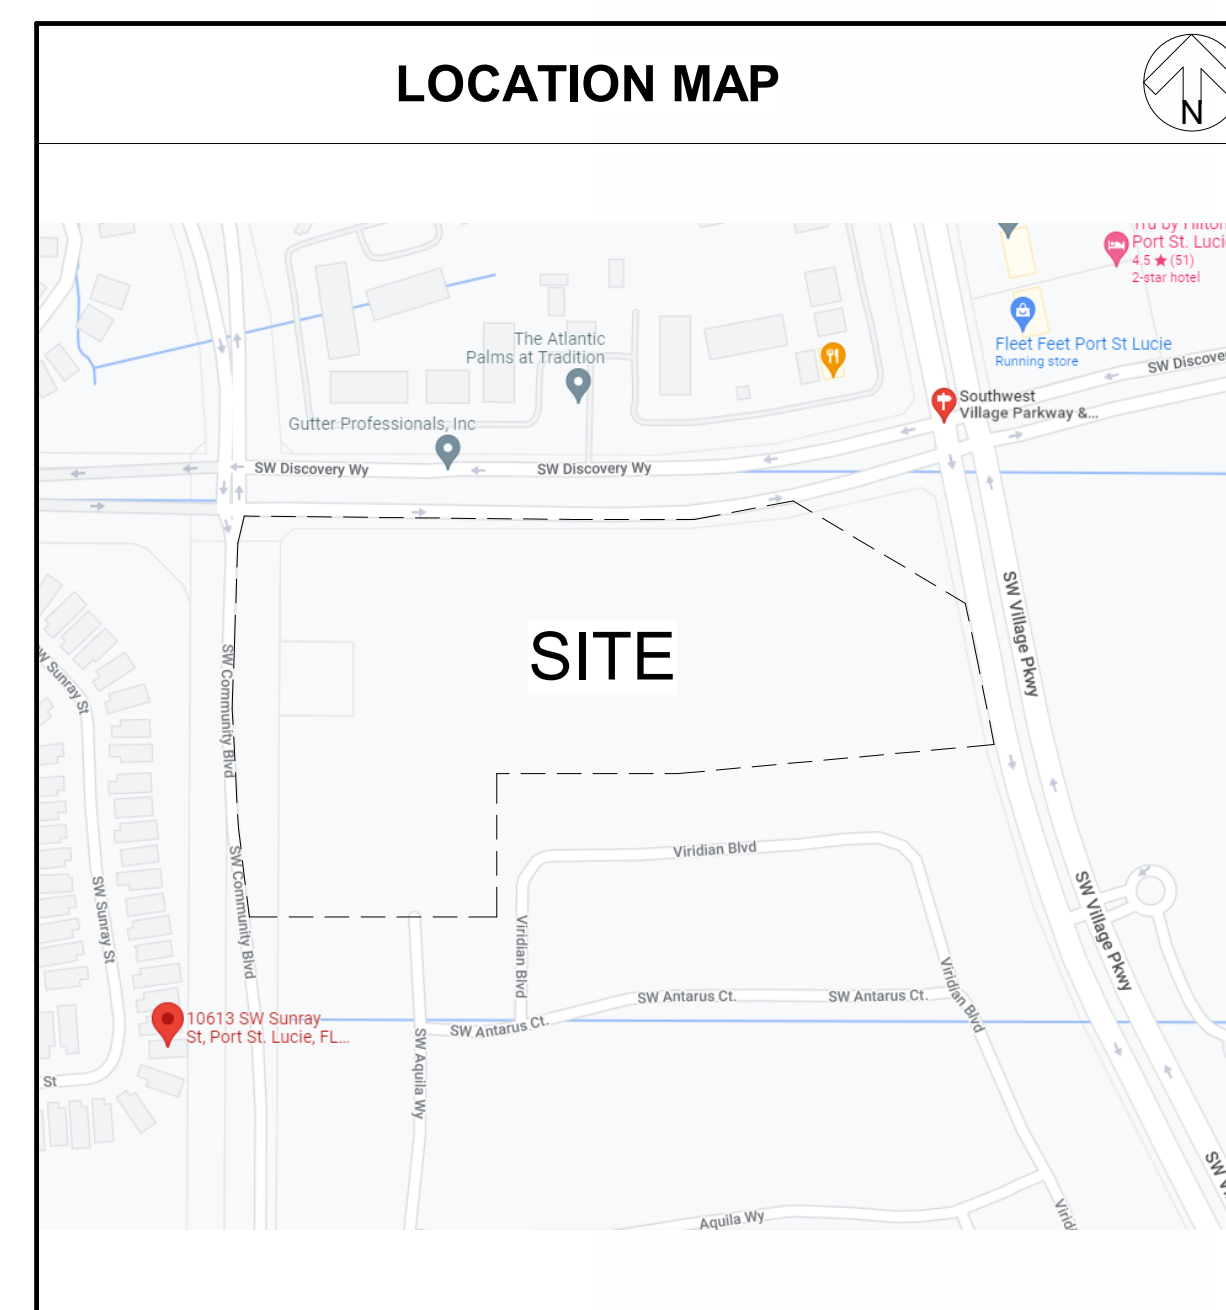 LOCATION MAP
N
Port St. Luci
4.5 ★ (51)
2-star hotel
The Atlantic
Palms at Tradition
Fleet Feet Port St Lucie
Running store
SW Discove
Southwest
Village Parkway &...
Gutter Professionals, Inc
SW Discovery Wy
SW Discovery Wy
SITE
SW Village Pkwy
SW Community Blvd
W Sunray St
SW Community Blvd
Viridian Blvd
SW Sunray St
Viridian Blvd
SW Village Pkwy
Viridian Blvd
SW Antarus Ct.
SW Antarus Ct.
SW Antarus Ct.
10613 SW Sunray
St, Port St. Lucie, FL...
SW Aquila Wy
St
Aquila Wy
Virid
SW